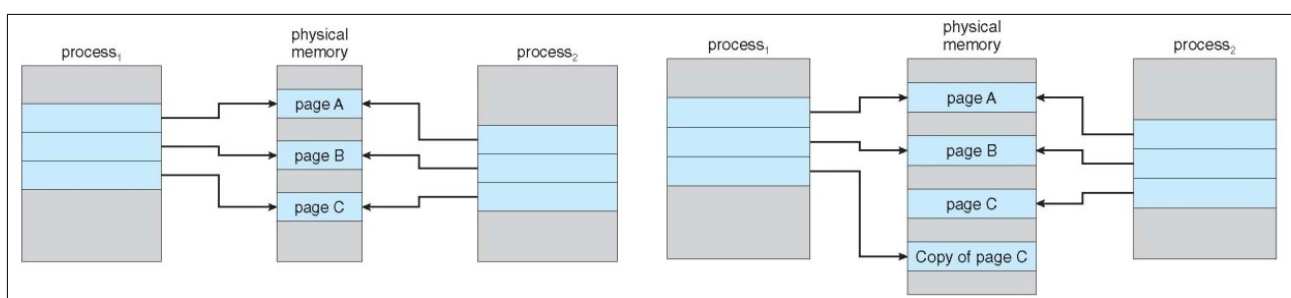 process₁
physical
memory
process₂
page A
page B
page C
process₁
physical
memory
process₂
page A
page B
page C
Copy of page C